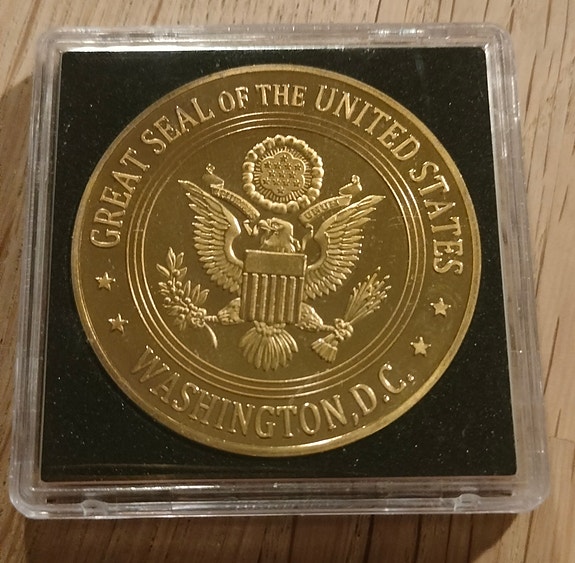 GREAT SEAL OF THE UNITED STATES
WASHINGTON, D.C.